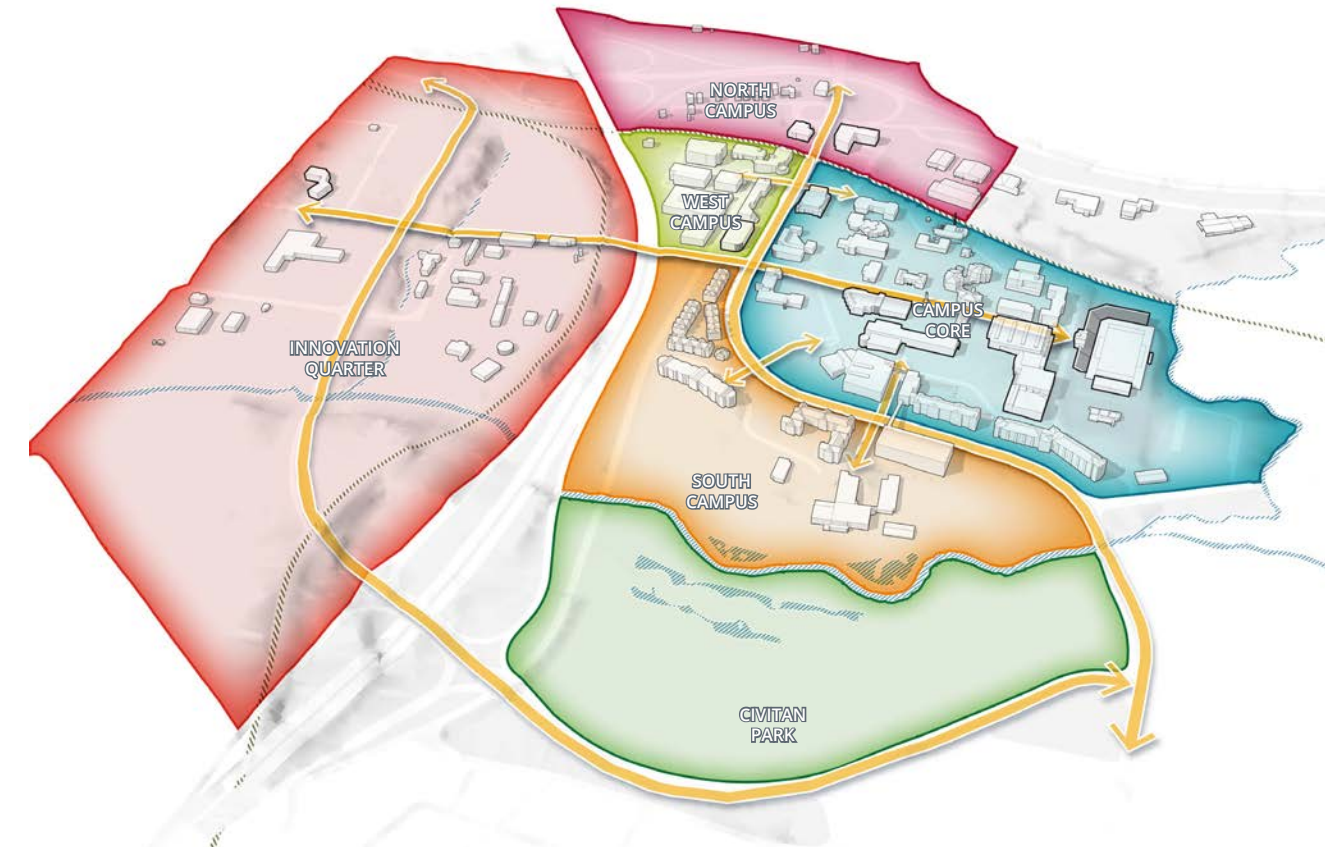 NORTH
CAMPUS
WEST
CAMPUS
CAMPUS
CORE
INNOVATION
QUARTER
SOUTH
CAMPUS
CIVITAN
PARK